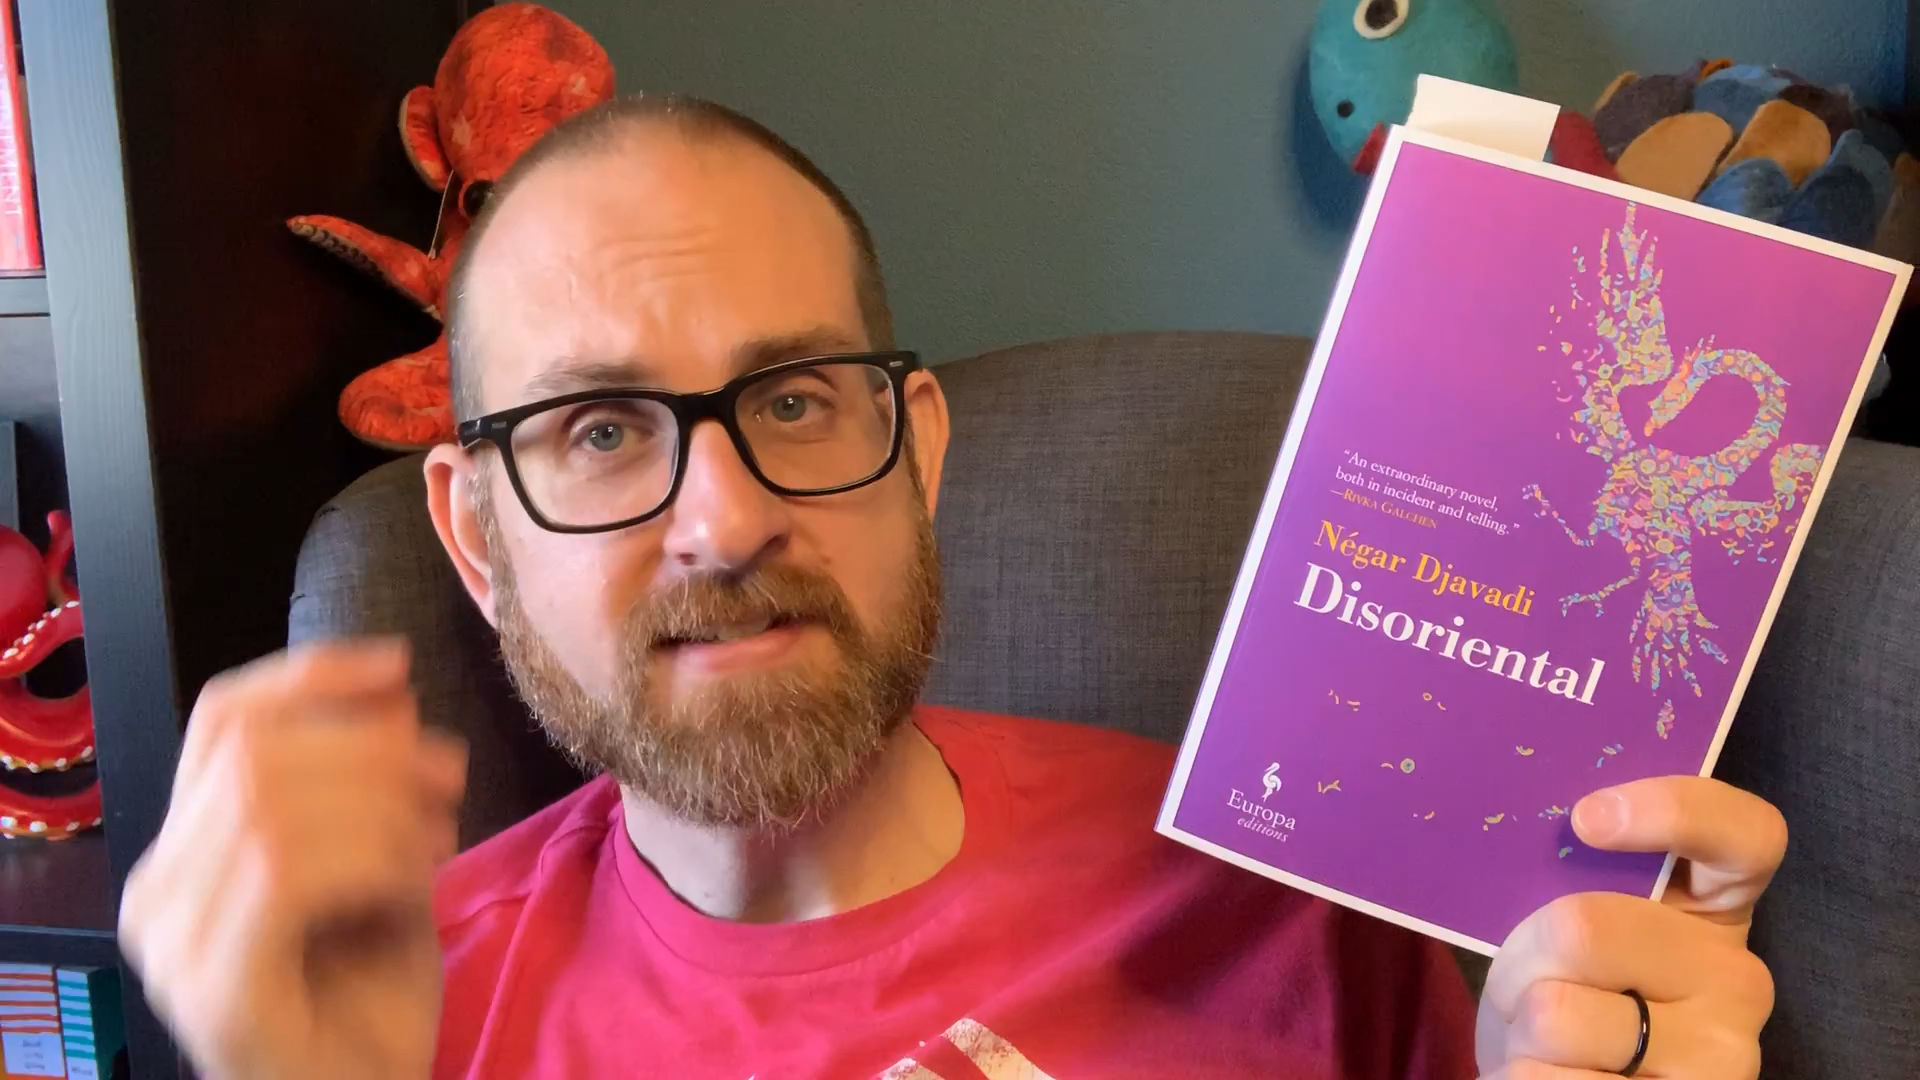 "An extraordinary novel,
both in incident and telling."
—Rivka Galchen
Négar Djavadi
Disoriental
Europa
editions